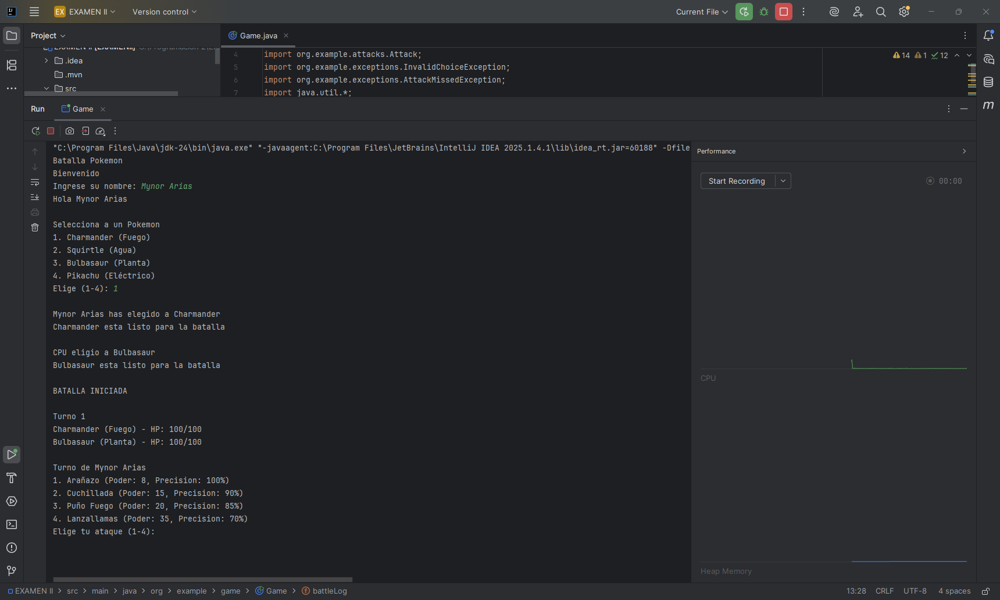 EX EXAMEN II Version control Current File
Project Game.java
EXAMEN II [EXAMENII]
.idea
.mvn
src
4 import org.example.attacks.Attack;
5 import org.example.exceptions.InvalidChoiceException;
6 import org.example.exceptions.AttackMissedException;
7 import java.util.*;
14 1 12
m
Run Game
"C:\Program Files\Java\jdk-24\bin\java.exe" "-javaagent:C:\Program Files\JetBrains\IntelliJ IDEA 2025.1.4.1\lib\idea_rt.jar=60188" -Dfile
Batalla Pokemon
Bienvenido
Ingrese su nombre: Mynor Arias
Hola Mynor Arias
Selecciona a un Pokemon
1. Charmander (Fuego)
2. Squirtle (Agua)
3. Bulbasaur (Planta)
4. Pikachu (Eléctrico)
Elige (1-4): 1
Mynor Arias has elegido a Charmander
Charmander esta listo para la batalla
CPU eligio a Bulbasaur
Bulbasaur esta listo para la batalla
BATALLA INICIADA
Turno 1
Charmander (Fuego) - HP: 100/100
Bulbasaur (Planta) - HP: 100/100
Turno de Mynor Arias
1. Arañazo (Poder: 8, Precision: 100%)
2. Cuchillada (Poder: 15, Precision: 90%)
3. Puño Fuego (Poder: 20, Precision: 85%)
4. Lanzallamas (Poder: 35, Precision: 70%)
Elige tu ataque (1-4):
Performance
Start Recording 00:00
CPU
Heap Memory
EXAMEN II > src > main > java > org > example > game > Game > battleLog
13:28 CRLF UTF-8 4 spaces